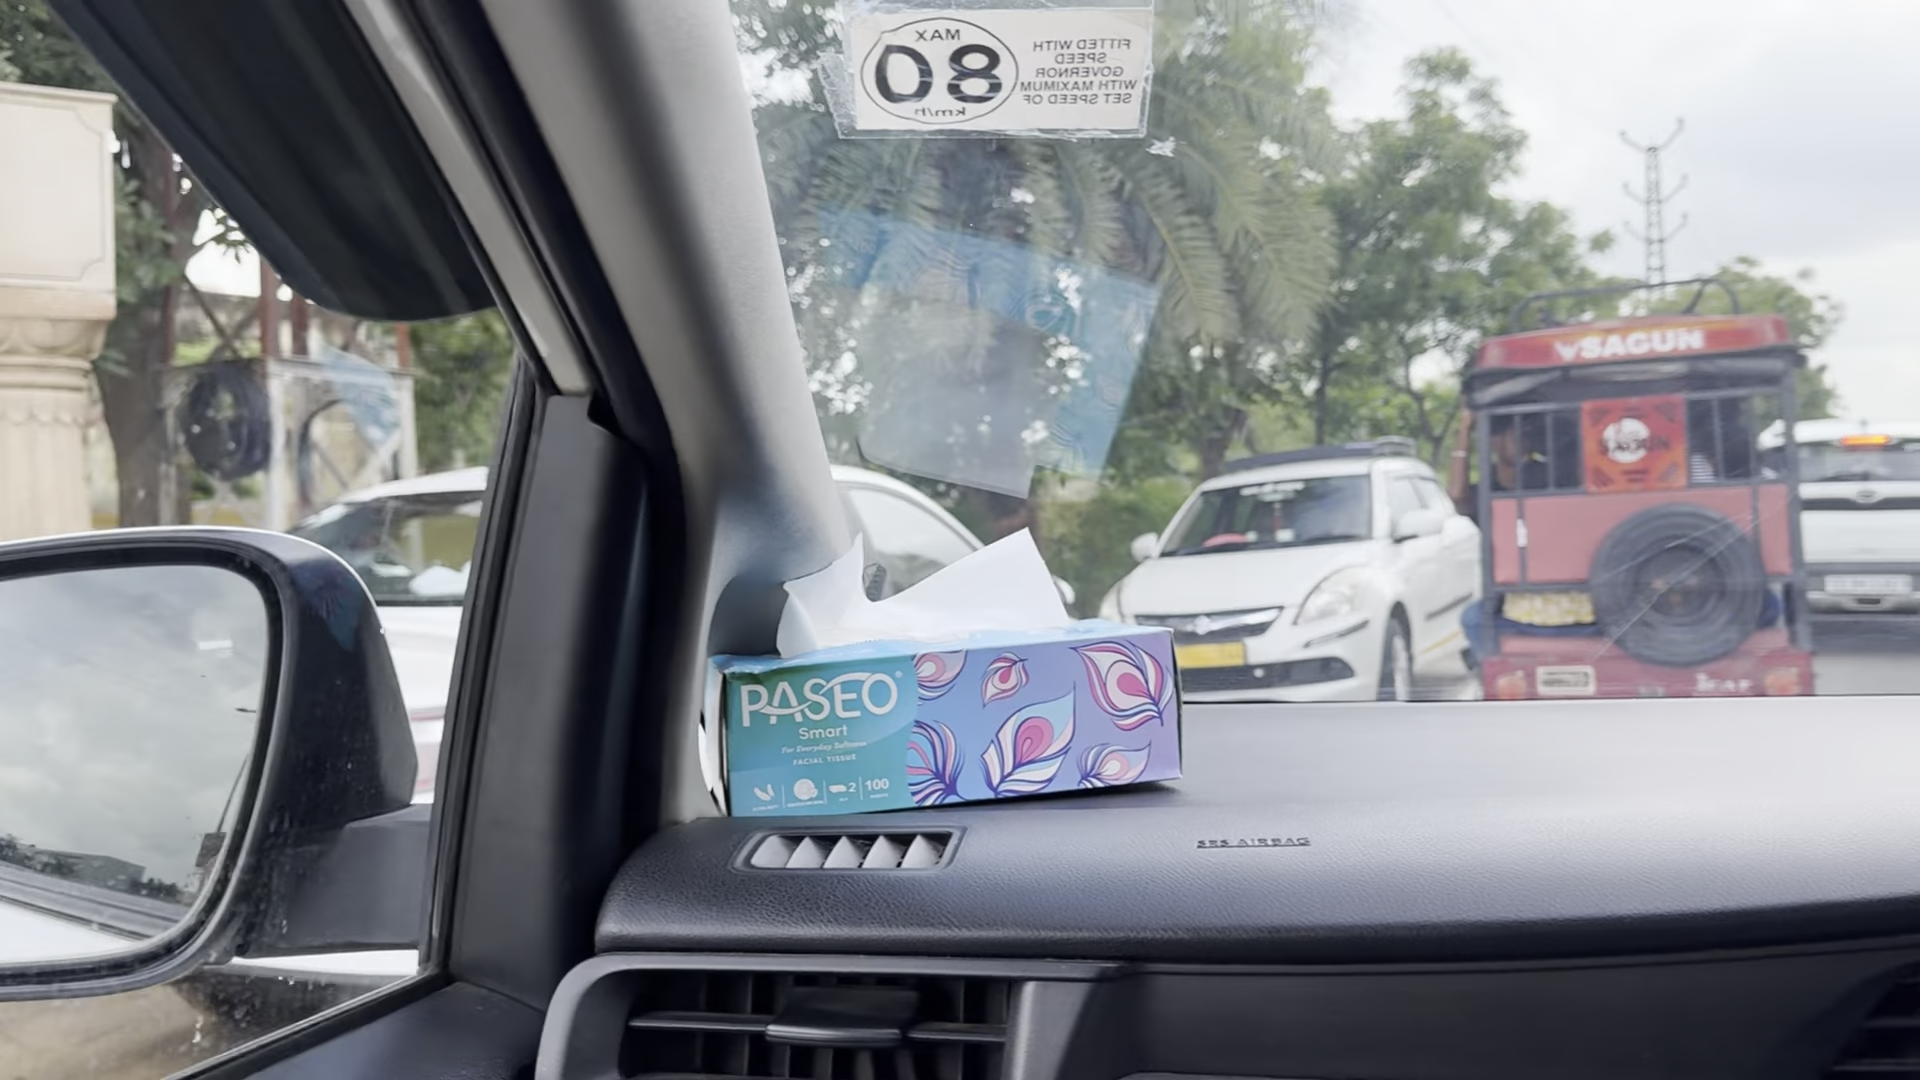 MAX
80
km/h
FITTED WITH
SPEED
GOVERNOR
WITH MAXIMUM
SET SPEED OF
SAGUN
PASEO
Smart
For Everyday Softness
FACIAL TISSUE
2
100
SRS AIRBAG